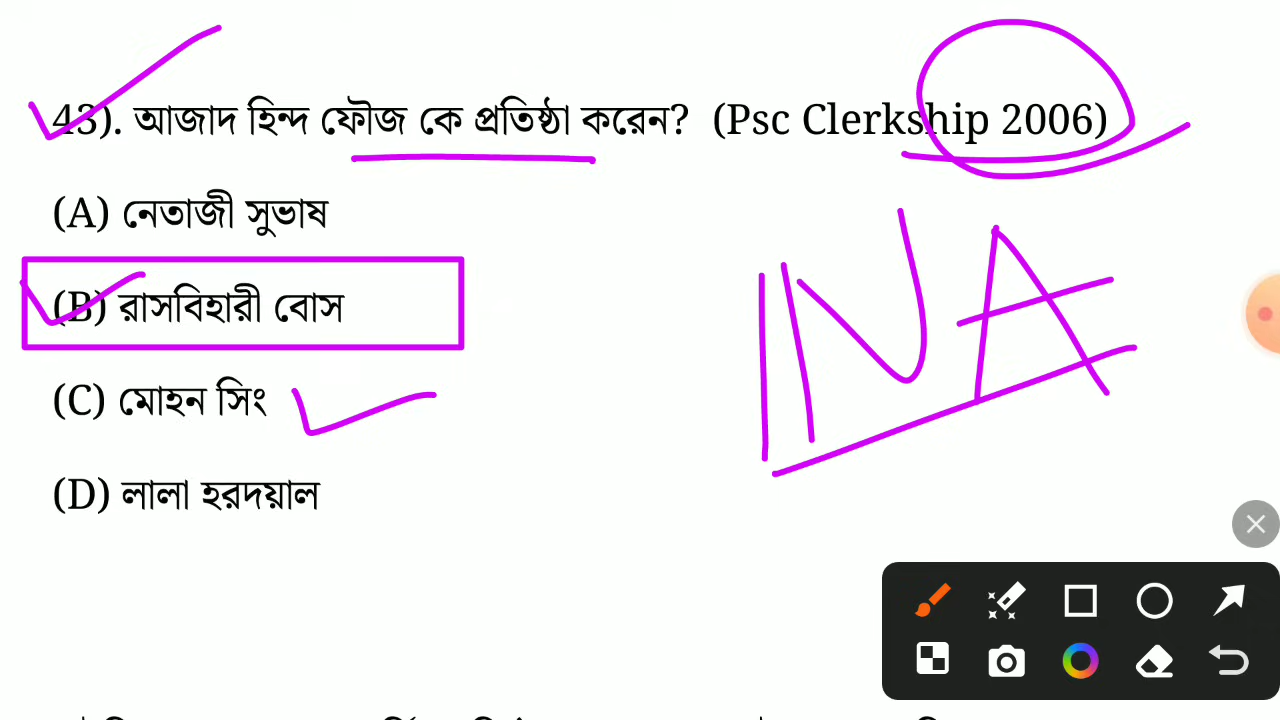 43). আজাদ হিন্দ ফৌজ কে প্রতিষ্ঠা করেন? (Psc Clerkship 2006)
(A) নেতাজী সুভাষ
(B) রাসবিহারী বোস
(C) মোহন সিং
(D) লালা হরদয়াল
INA